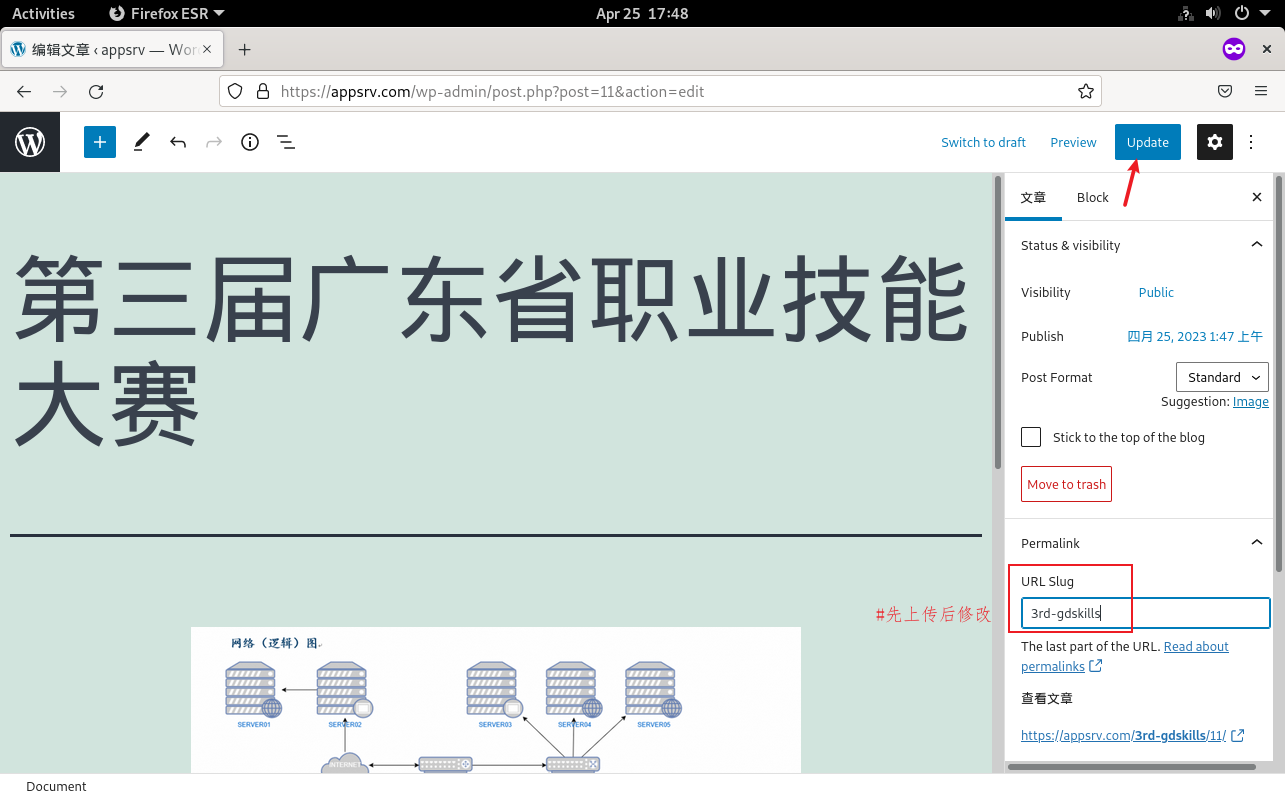 Activities
Firefox ESR
Apr 25 17:48
编辑文章 ‹ appsrv — Wor
https://appsrv.com/wp-admin/post.php?post=11&action=edit
Switch to draft
Preview
Update
文章
Block
Status & visibility
Visibility
Public
Publish
四月 25, 2023 1:47 上午
Post Format
Standard
Suggestion: Image
Stick to the top of the blog
Move to trash
Permalink
URL Slug
3rd-gdskills
The last part of the URL. Read about
permalinks
查看文章
https://appsrv.com/3rd-gdskills/11/
第三届广东省职业技能
大赛
#先上传后修改
网络（逻辑）图
SERVER01
SERVER02
SERVER03
SERVER04
SERVER05
INTERNET
Document